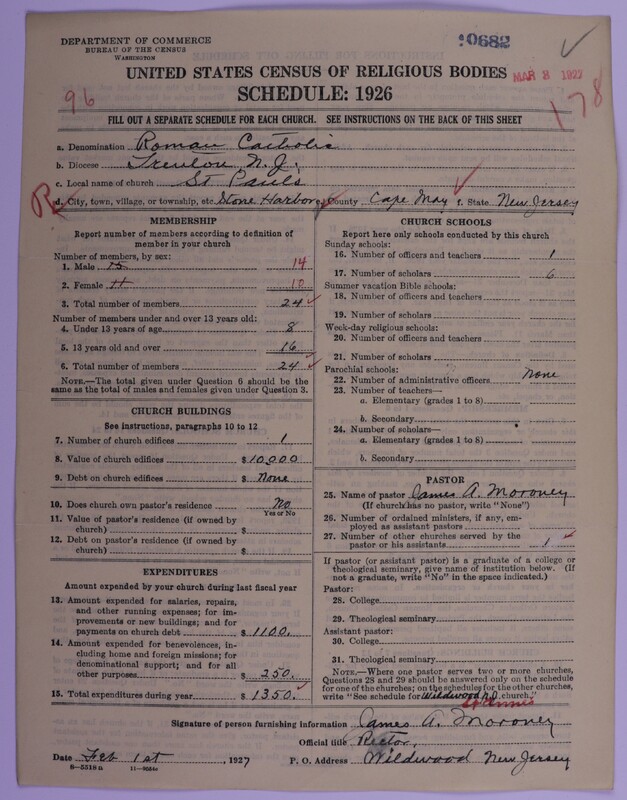 DEPARTMENT OF COMMERCE
BUREAU OF THE CENSUS
WASHINGTON
10682
UNITED STATES CENSUS OF RELIGIOUS BODIES
MAR 8 1927
SCHEDULE: 1926
96
178
FILL OUT A SEPARATE SCHEDULE FOR EACH CHURCH. SEE INSTRUCTIONS ON THE BACK OF THIS SHEET
a. Denomination Roman Catholic
b. Diocese Trenton N.J.
c. Local name of church St Pauls
R
d. City, town, village, or township, etc. Stone Harbor e. County Cape May f. State New Jersey
MEMBERSHIP
Report number of members according to definition of
member in your church
Number of members, by sex:
1. Male 15 14
2. Female 11 10
3. Total number of members 24
Number of members under and over 13 years old:
4. Under 13 years of age 8
5. 13 years old and over 16
6. Total number of members 24
NOTE.—The total given under Question 6 should be
same as the total of males and females given under Question 3.
CHURCH BUILDINGS
See instructions, paragraphs 10 to 12
7. Number of church edifices 1
8. Value of church edifices $ 10,000
9. Debt on church edifices $ None
10. Does church own pastor's residence No
Yes or No
11. Value of pastor's residence (if owned by
church) $
12. Debt on pastor's residence (if owned by
church) $
EXPENDITURES
Amount expended by your church during last fiscal year
13. Amount expended for salaries, repairs,
and other running expenses; for im-
provements or new buildings; and for
payments on church debt $ 1100.
14. Amount expended for benevolences, in-
cluding home and foreign missions; for
denominational support; and for all
other purposes $ 250.
15. Total expenditures during year $ 1350.
CHURCH SCHOOLS
Report here only schools conducted by this church
Sunday schools:
16. Number of officers and teachers 1
17. Number of scholars 6
Summer vacation Bible schools:
18. Number of officers and teachers
19. Number of scholars
Week-day religious schools:
20. Number of officers and teachers
21. Number of scholars
Parochial schools:
22. Number of administrative officers None
23. Number of teachers—
a. Elementary (grades 1 to 8)
b. Secondary
24. Number of scholars—
a. Elementary (grades 1 to 8)
b. Secondary
PASTOR
25. Name of pastor James A. Moroney
(If church has no pastor, write "None")
26. Number of ordained ministers, if any, em-
ployed as assistant pastors
27. Number of other churches served by the
pastor or his assistants 1
If pastor (or assistant pastor) is a graduate of a college or
theological seminary, give name of institution below. (If
not a graduate, write "No" in the space indicated.)
Pastor:
28. College
29. Theological seminary
Assistant pastor:
30. College
31. Theological seminary
NOTE.—Where one pastor serves two or more churches,
Questions 28 and 29 should be answered only on the schedule
for one of the churches; on the schedules for the other churches,
write "See schedule for Wildwood N.J. church."
Signature of person furnishing information James A. Moroney
Official title Rector,
Date Feb 1st, 1927 P. O. Address Wildwood New Jersey
8—5518 a 11—8664a